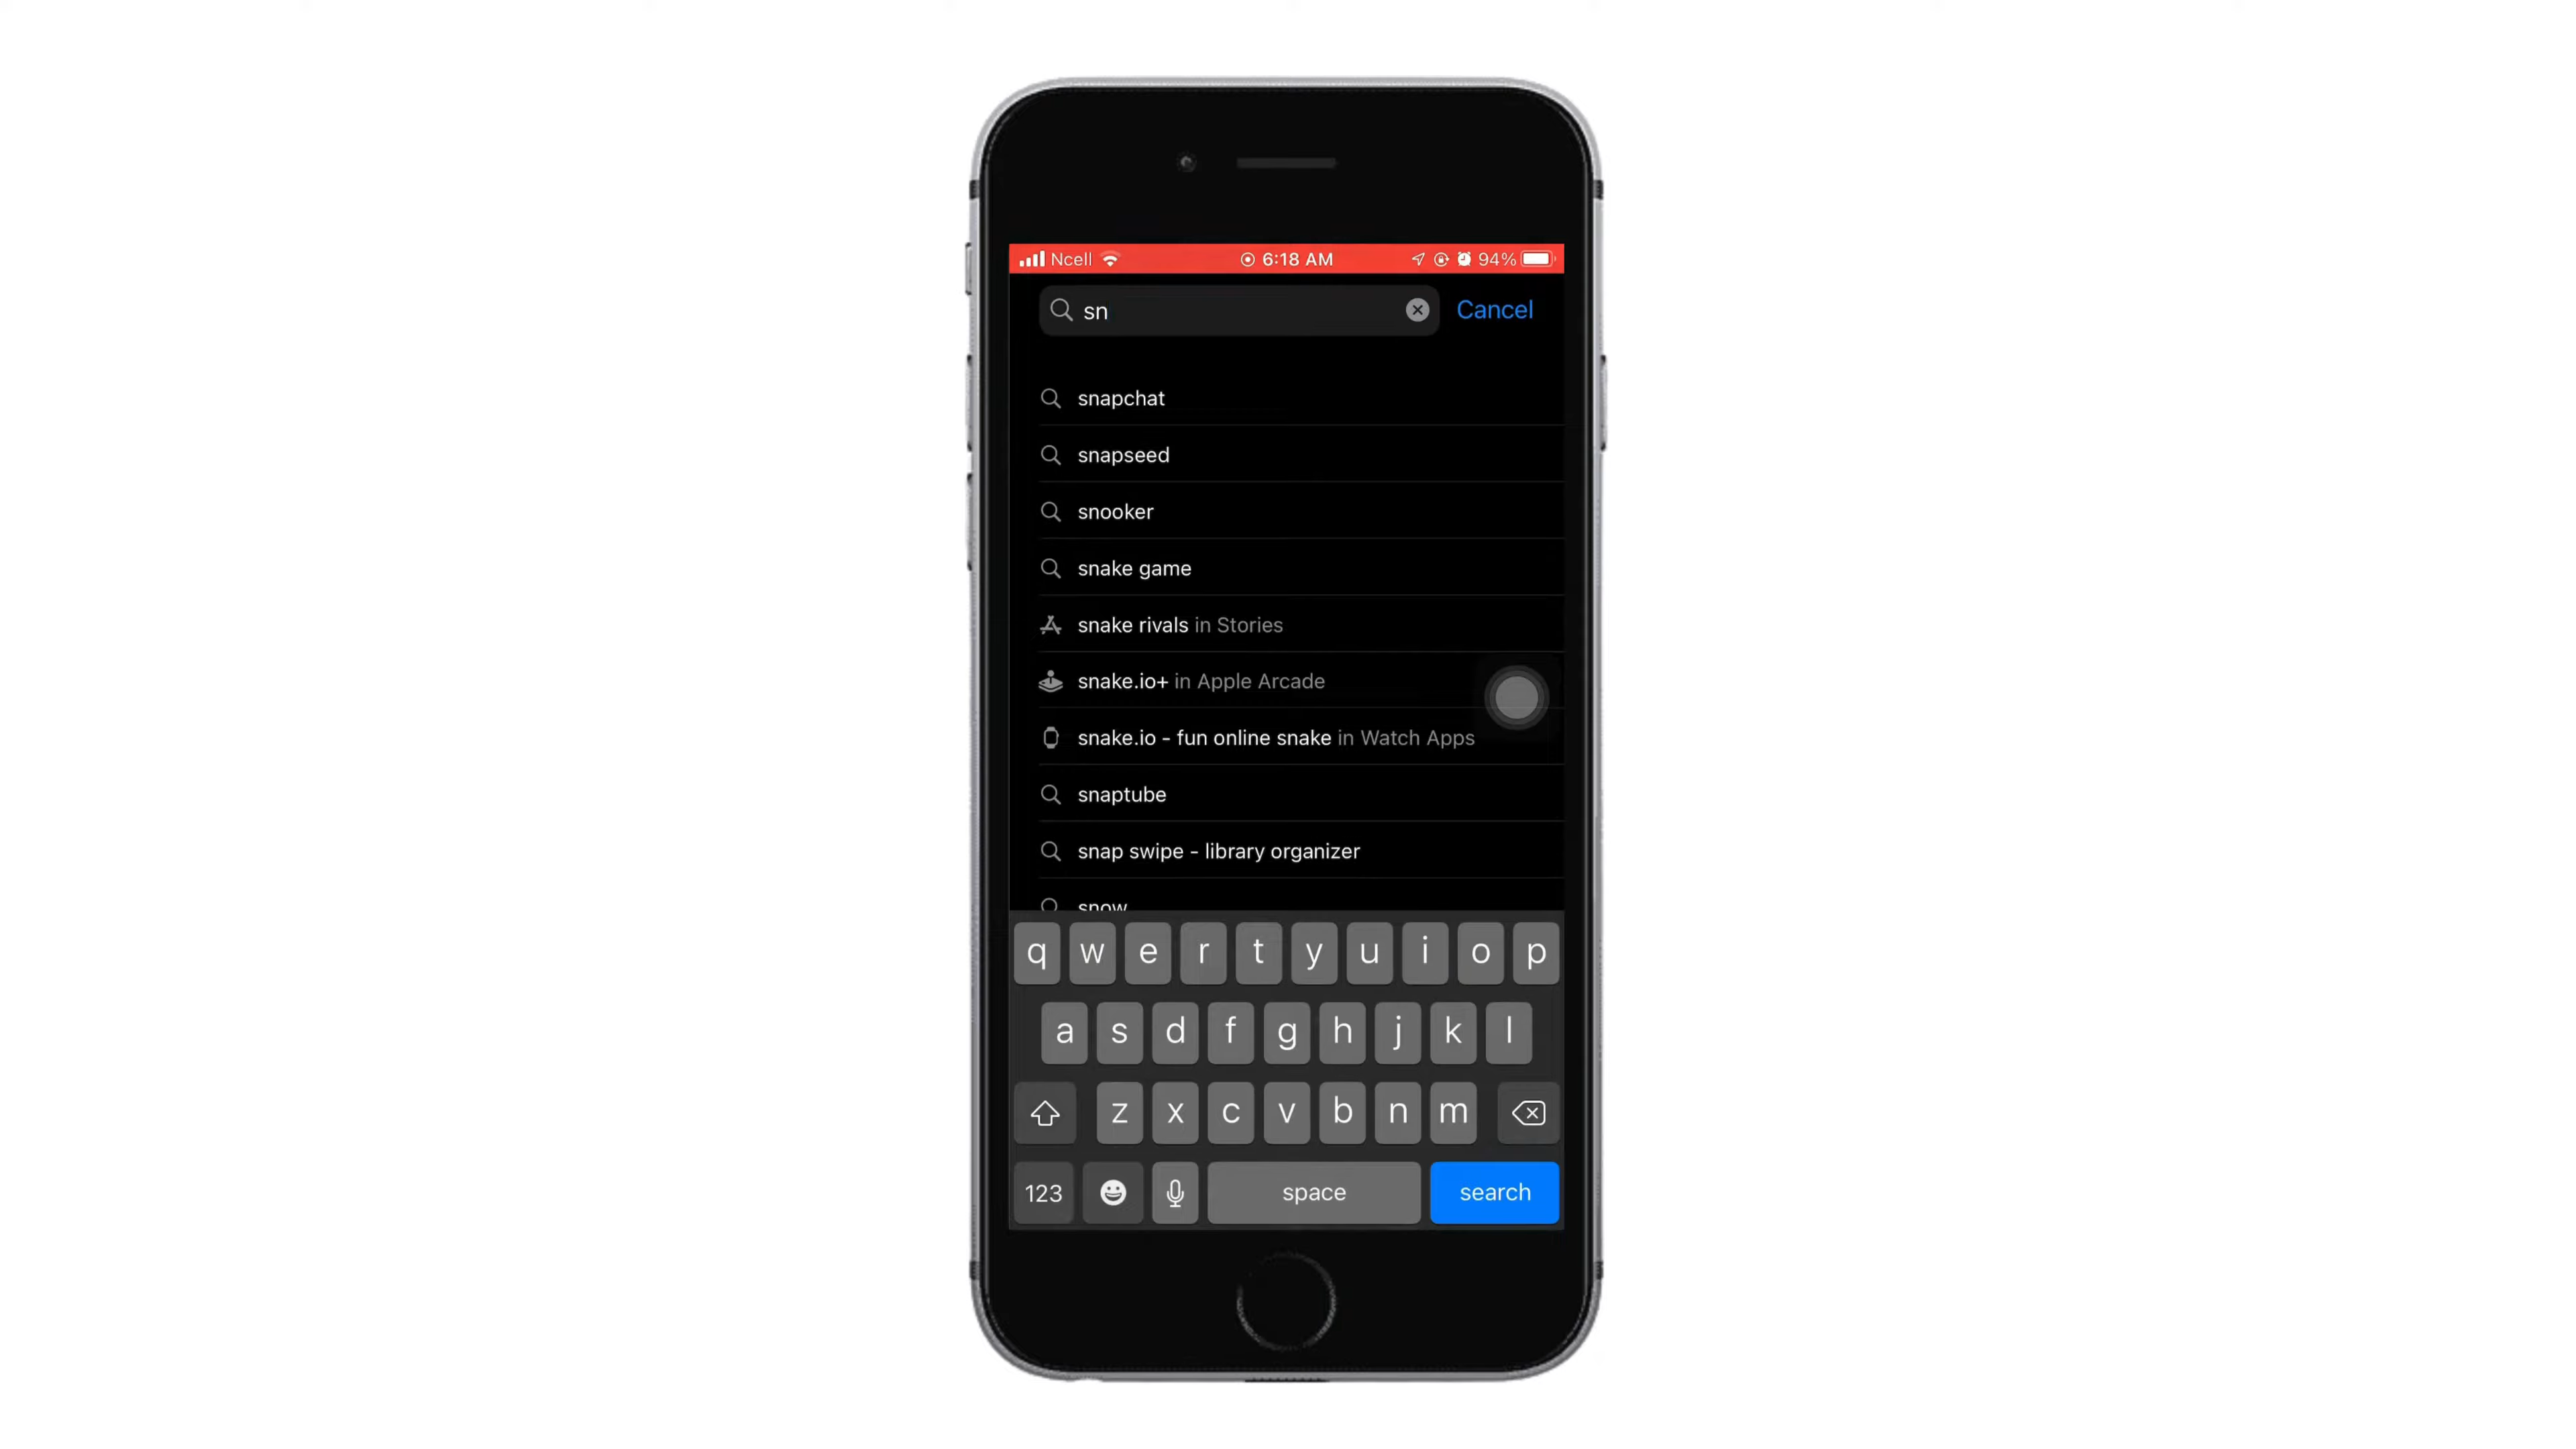 Ncell 6:18 AM 94%
sn Cancel
snapchat
snapseed
snooker
snake game
snake rivals in Stories
snake.io+ in Apple Arcade
snake.io - fun online snake in Watch Apps
snaptube
snap swipe - library organizer
snow
q w e r t y u i o p
a s d f g h j k l
z x c v b n m
123 space search